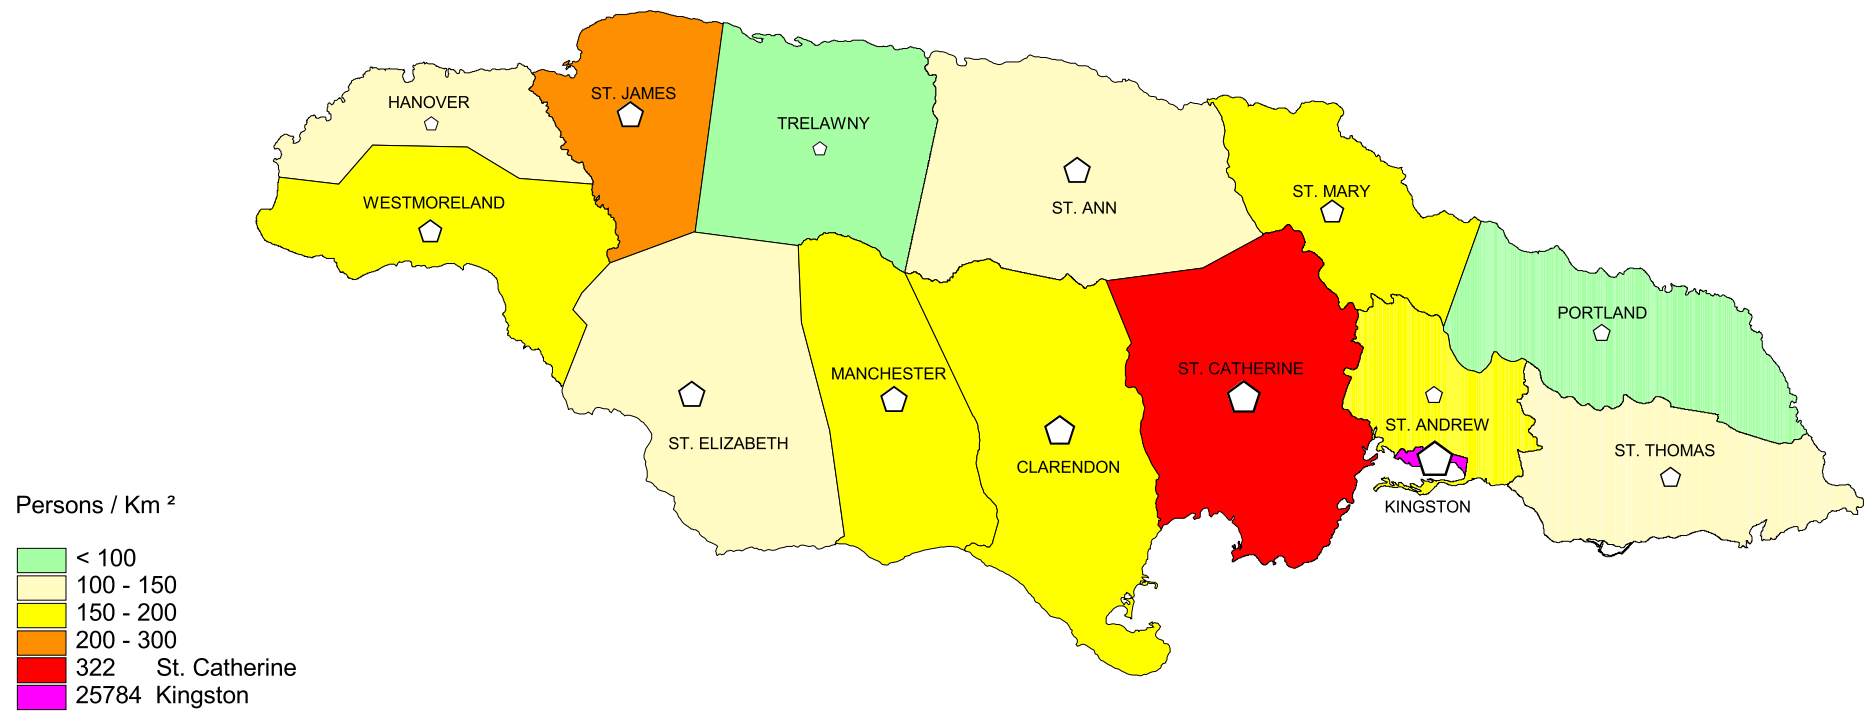 HANOVER
ST. JAMES
TRELAWNY
WESTMORELAND
ST. ANN
ST. MARY
PORTLAND
MANCHESTER
ST. CATHERINE
ST. ELIZABETH
CLARENDON
ST. ANDREW
ST. THOMAS
KINGSTON
Persons / Km ²
< 100
100 - 150
150 - 200
200 - 300
322 St. Catherine
25784 Kingston